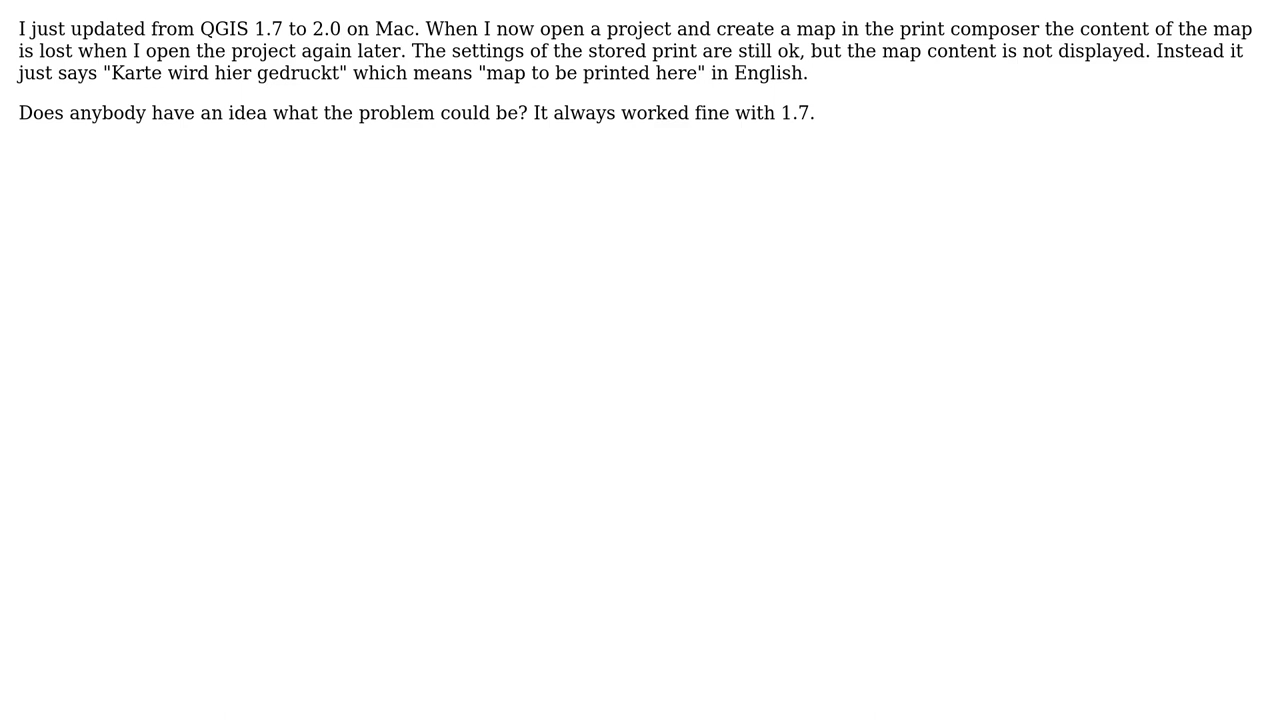 I just updated from QGIS 1.7 to 2.0 on Mac. When I now open a project and create a map in the print composer the content of the map
is lost when I open the project again later. The settings of the stored print are still ok, but the map content is not displayed. Instead it
just says "Karte wird hier gedruckt" which means "map to be printed here" in English.
Does anybody have an idea what the problem could be? It always worked fine with 1.7.